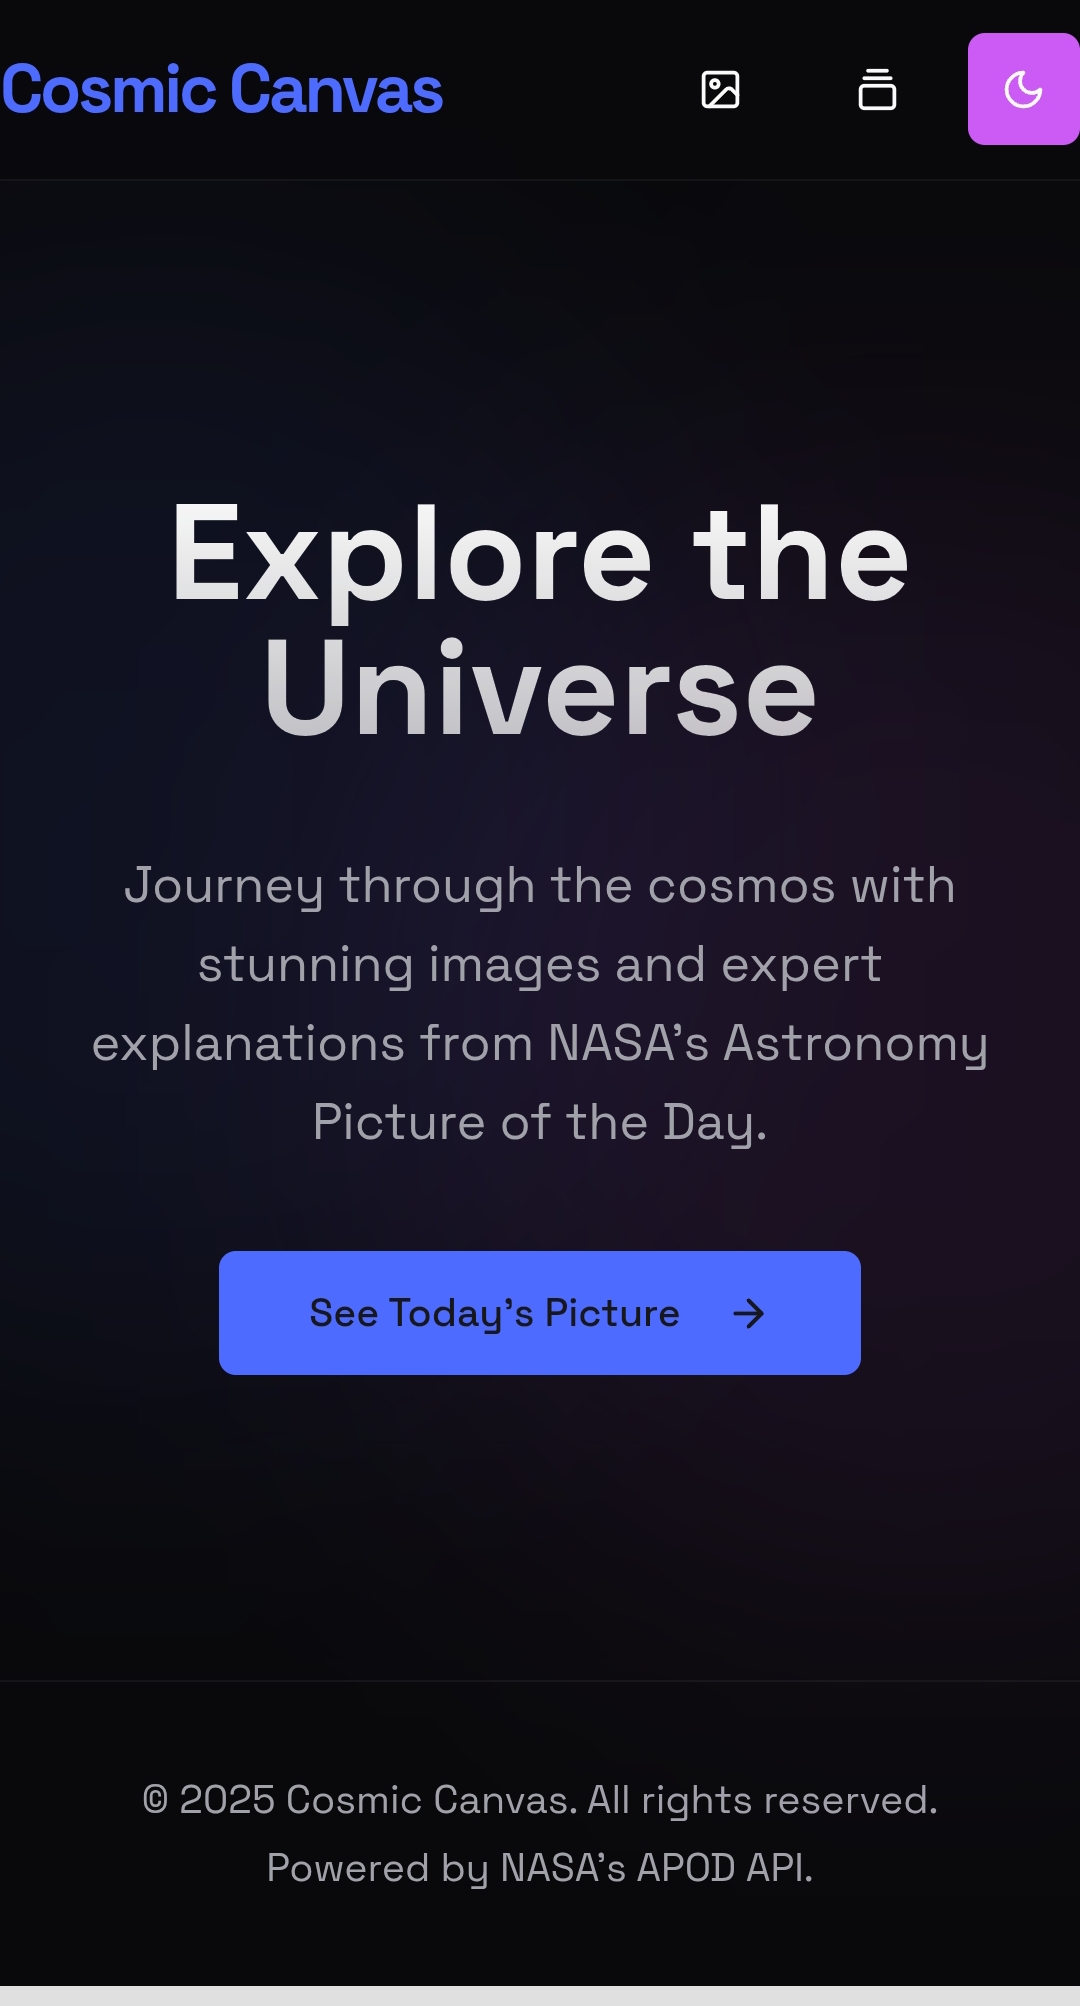 Cosmic Canvas
Explore the
Universe
Journey through the cosmos with
stunning images and expert
explanations from NASA's Astronomy
Picture of the Day.
See Today's Picture
© 2025 Cosmic Canvas. All rights reserved.
Powered by NASA's APOD API.